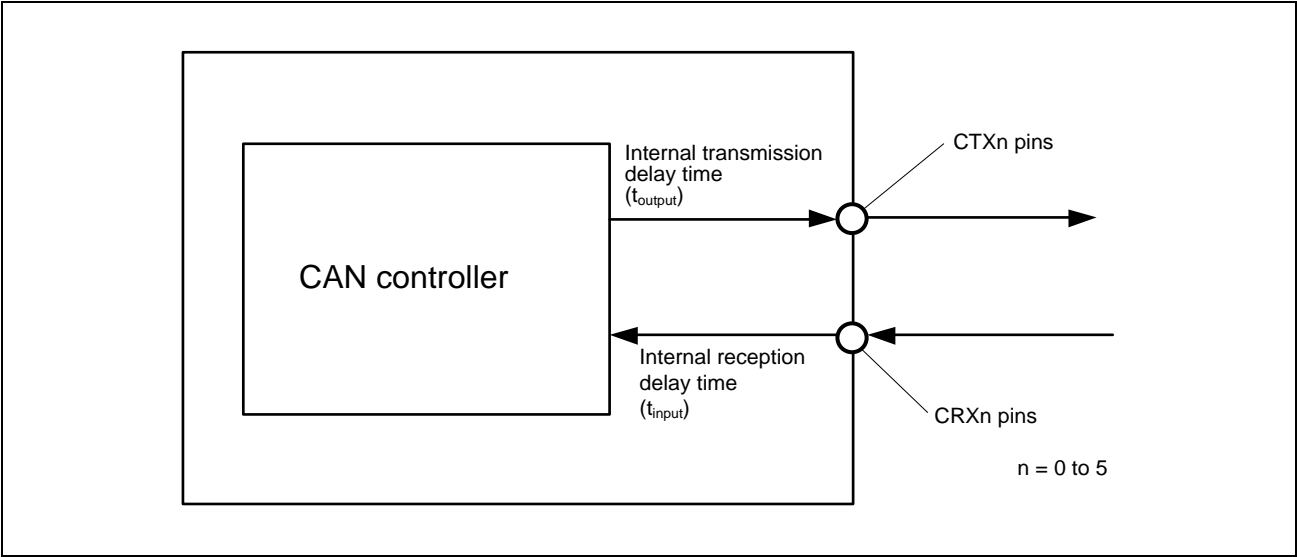 Internal transmission
delay time
(toutput)
CTXn pins
CAN controller
Internal reception
delay time
(tinput)
CRXn pins
n = 0 to 5